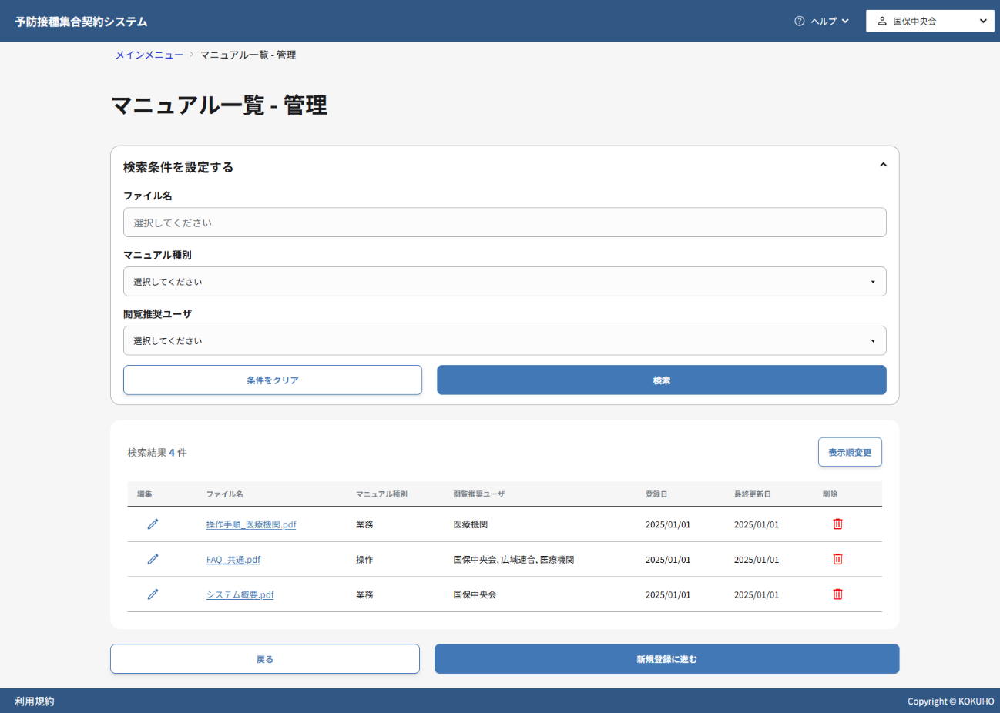 予防接種集合契約システム
ヘルプ
国保中央会
メインメニュー > マニュアル一覧 - 管理
マニュアル一覧 - 管理
検索条件を設定する
ファイル名
選択してください
マニュアル種別
選択してください
閲覧推奨ユーザ
選択してください
条件をクリア 検索
検索結果 4 件
表示順変更
編集 ファイル名 マニュアル種別 閲覧推奨ユーザ 登録日 最終更新日 削除
操作手順_医療機関.pdf 業務 医療機関 2025/01/01 2025/01/01
FAQ_共通.pdf 操作 国保中央会, 広域連合, 医療機関 2025/01/01 2025/01/01
システム概要.pdf 業務 国保中央会 2025/01/01 2025/01/01
戻る 新規登録に進む
利用規約 Copyright © KOKUHO